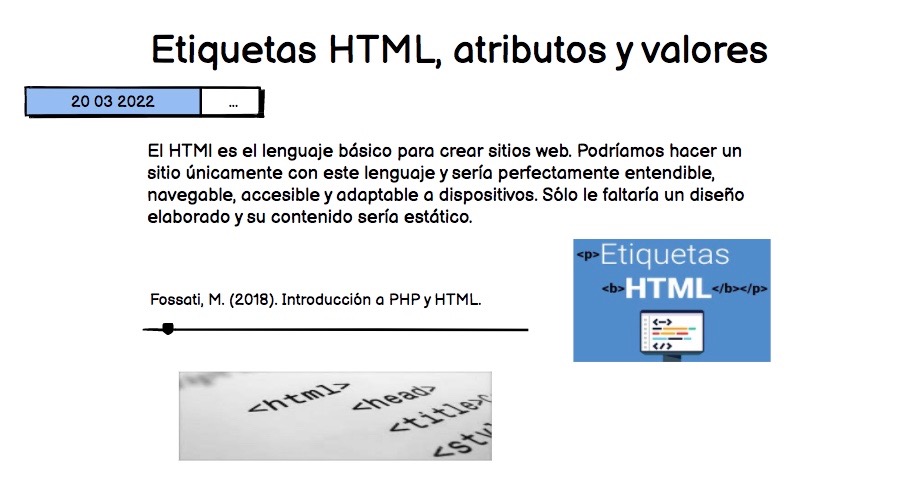 Etiquetas HTML, atributos y valores
20 03 2022
...
El HTMl es el lenguaje básico para crear sitios web. Podríamos hacer un
sitio únicamente con este lenguaje y sería perfectamente entendible,
navegable, accesible y adaptable a dispositivos. Sólo le faltaría un diseño
elaborado y su contenido sería estático.
<p>Etiquetas
<b>HTML</b></p>
Fossati, M. (2018). Introducción a PHP y HTML.
<html>
<head>
<title>
<sty